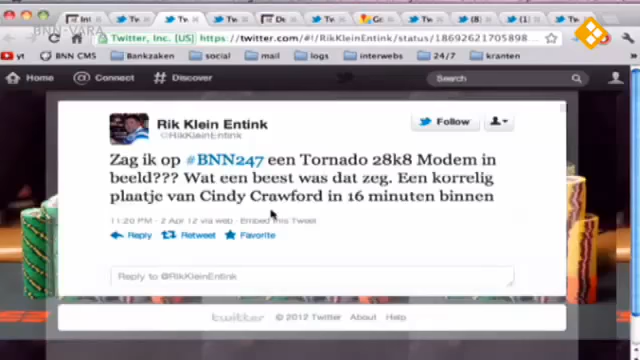 BNN-VARA
Twitter, Inc. [US] https://twitter.com/#!/RikKleinEntink/status/18692621705898
yt BNN CMS Bankzaken social mail logs interwebs 24/7 kranten
Home Connect # Discover Search
Rik Klein Entink
@RikKleinEntink
Follow
Zag ik op #BNN247 een Tornado 28k8 Modem in
beeld??? Wat een beest was dat zeg. Een korrelig
plaatje van Cindy Crawford in 16 minuten binnen
11:20 PM - 2 Apr 12 via web · Embed this Tweet
Reply Retweet Favorite
Reply to @RikKleinEntink
twitter © 2012 Twitter About Help